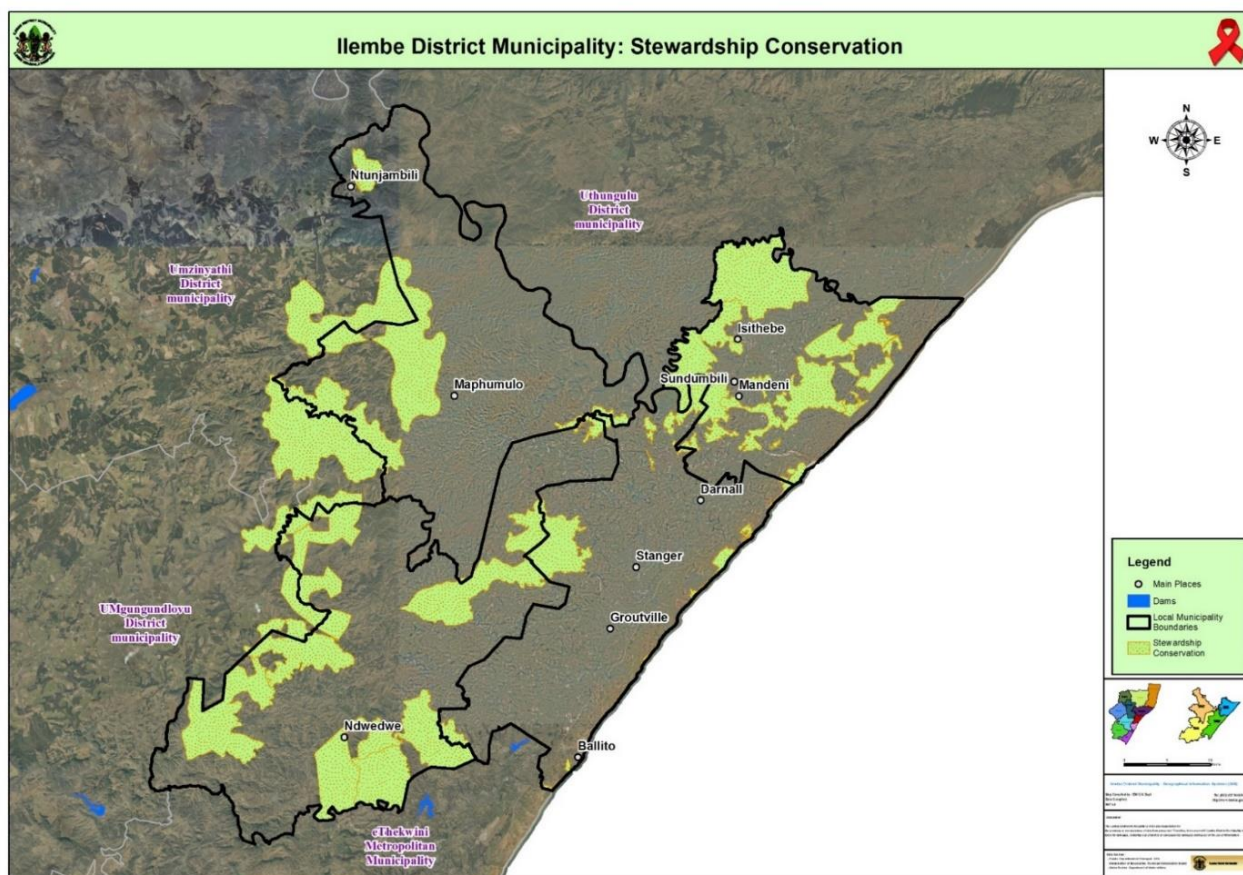 Ilembe District Municipality: Stewardship Conservation
N
W
E
S
Ntunjambili
Uthungulu
District
municipality
Umzinyathi
District
municipality
Isithebe
Sundumbili
Mandeni
Maphumulo
Darnall
Stanger
UMgungundlovu
District
municipality
Groutville
Ndwedwe
Ballito
eThekwini
Metropolitan
Municipality
Legend
Main Places
Dams
Local Municipality
Boundaries
Stewardship
Conservation